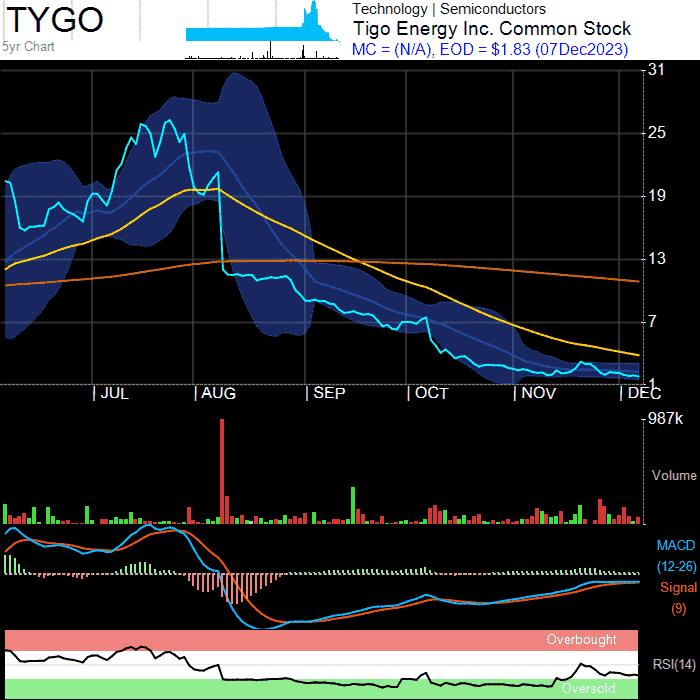 TYGO
5yr Chart
Technology | Semiconductors
Tigo Energy Inc. Common Stock
MC = (N/A), EOD = $1.83 (07Dec2023)
31
25
19
13
7
1
| JUL | AUG | SEP | OCT | NOV | DEC
987k
Volume
MACD
(12-26)
Signal
(9)
Overbought
RSI(14)
Oversold